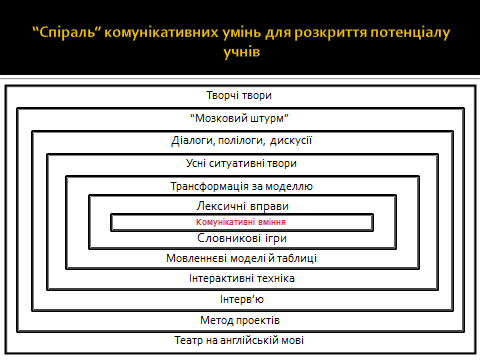 “Спіраль” комунікативних умінь для розкриття потенціалу
учнів
Творчі твори
“Мозковий штурм”
Діалоги, полілоги, дискусії
Усні ситуативні твори
Трансформація за моделлю
Лексичні вправи
Комунікативні вміння
Словникові ігри
Мовленнєві моделі й таблиці
Інтерактивні техніка
Інтерв’ю
Метод проектів
Театр на англійській мові